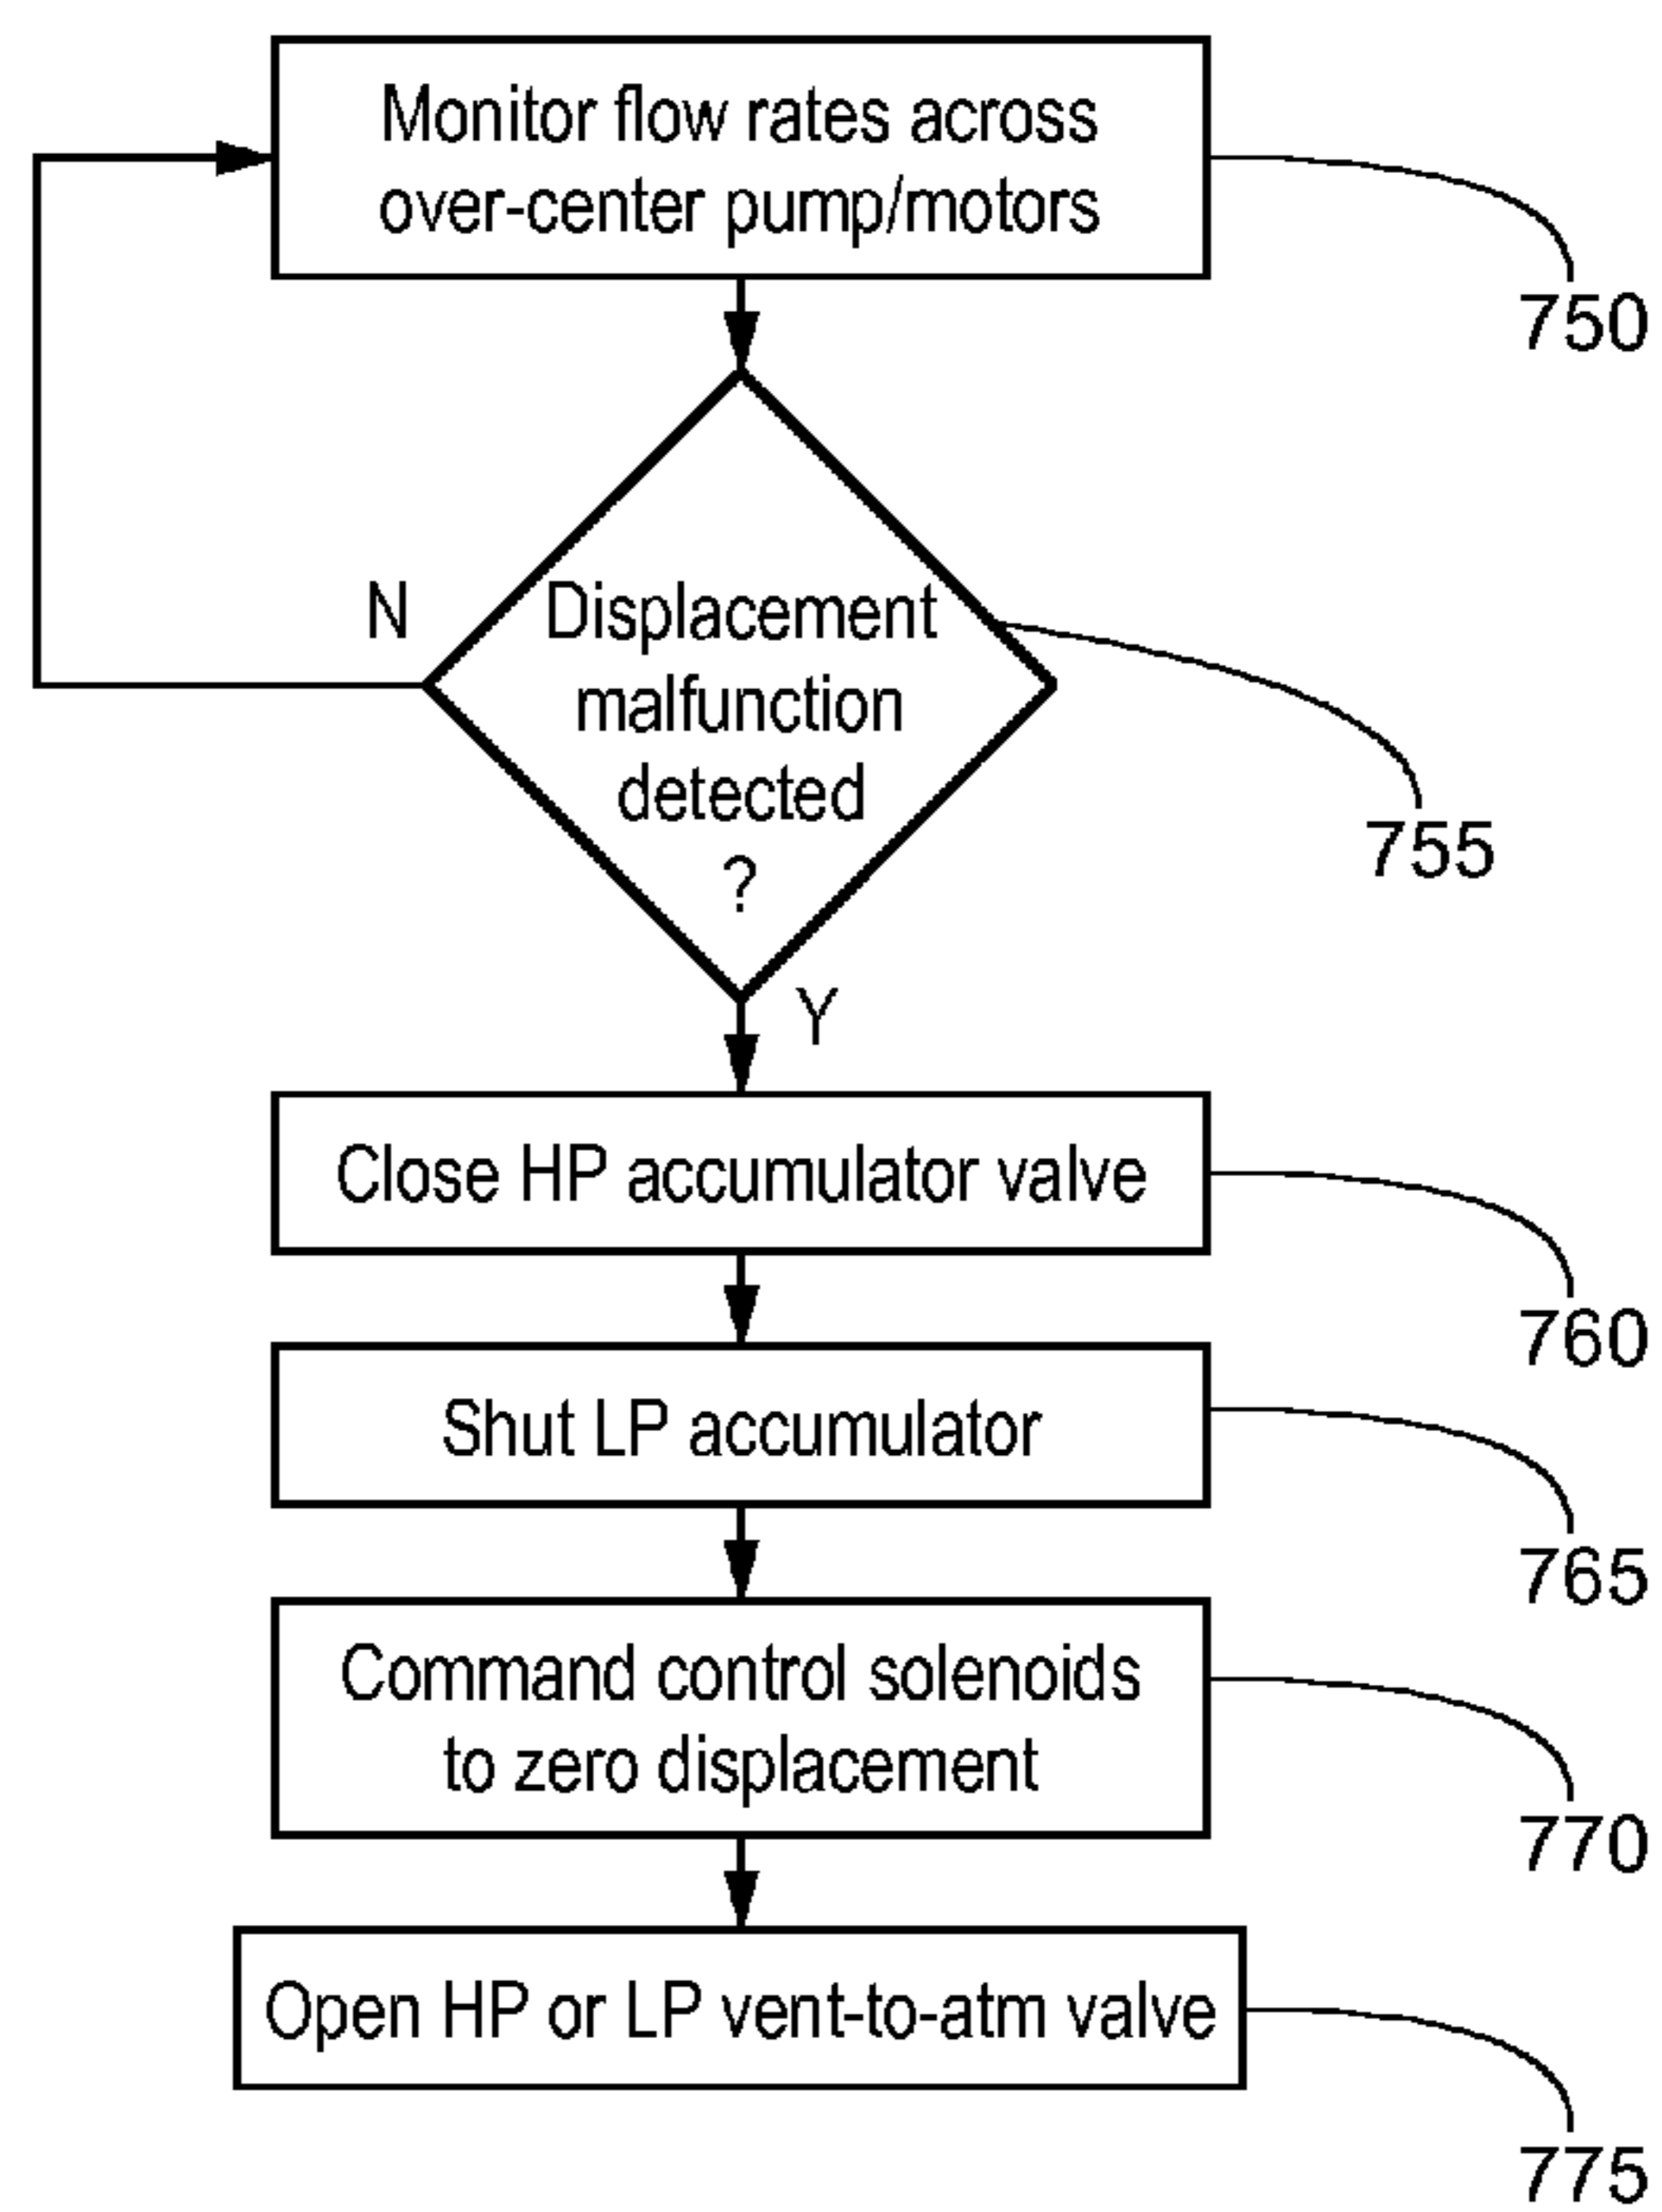 Monitor flow rates across
over-center pump/motors
750
N
Displacement
malfunction
detected
?
755
Y
Close HP accumulator valve
760
Shut LP accumulator
765
Command control solenoids
to zero displacement
770
Open HP or LP vent-to-atm valve
775